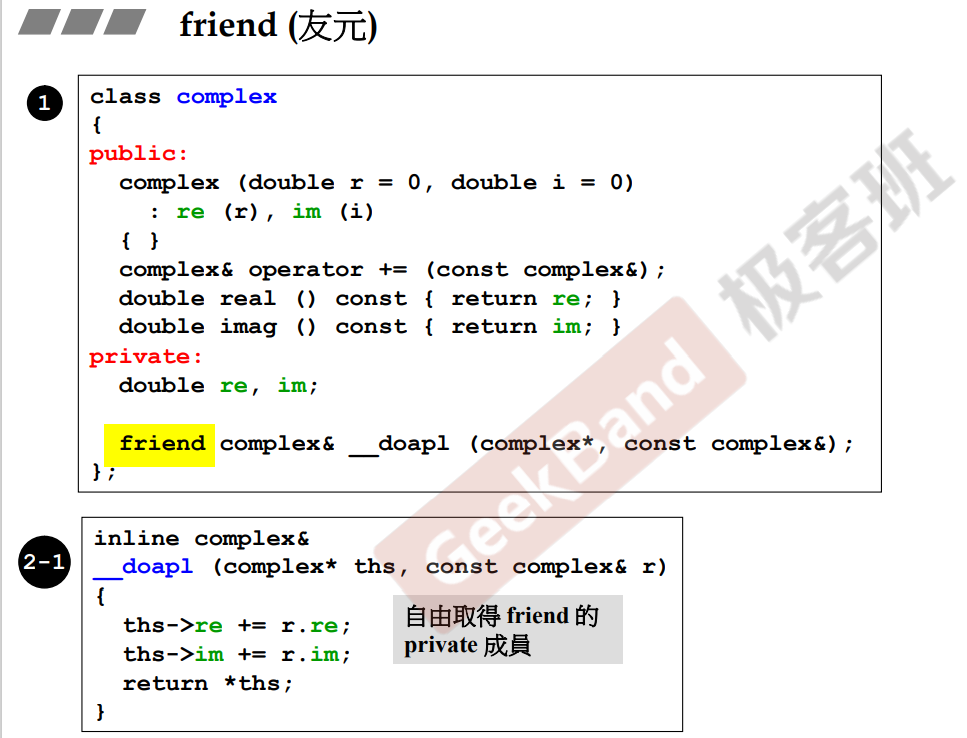 friend (友元)
1
class complex
{
public:
  complex (double r = 0, double i = 0)
    : re (r), im (i)
  { }
  complex& operator += (const complex&);
  double real () const { return re; }
  double imag () const { return im; }
private:
  double re, im;
  friend complex& __doapl (complex*, const complex&);
};
2-1
inline complex&
__doapl (complex* ths, const complex& r)
{
  ths->re += r.re;
  ths->im += r.im;
  return *ths;
}
自由取得 friend 的
private 成員
GeekBand 极客班